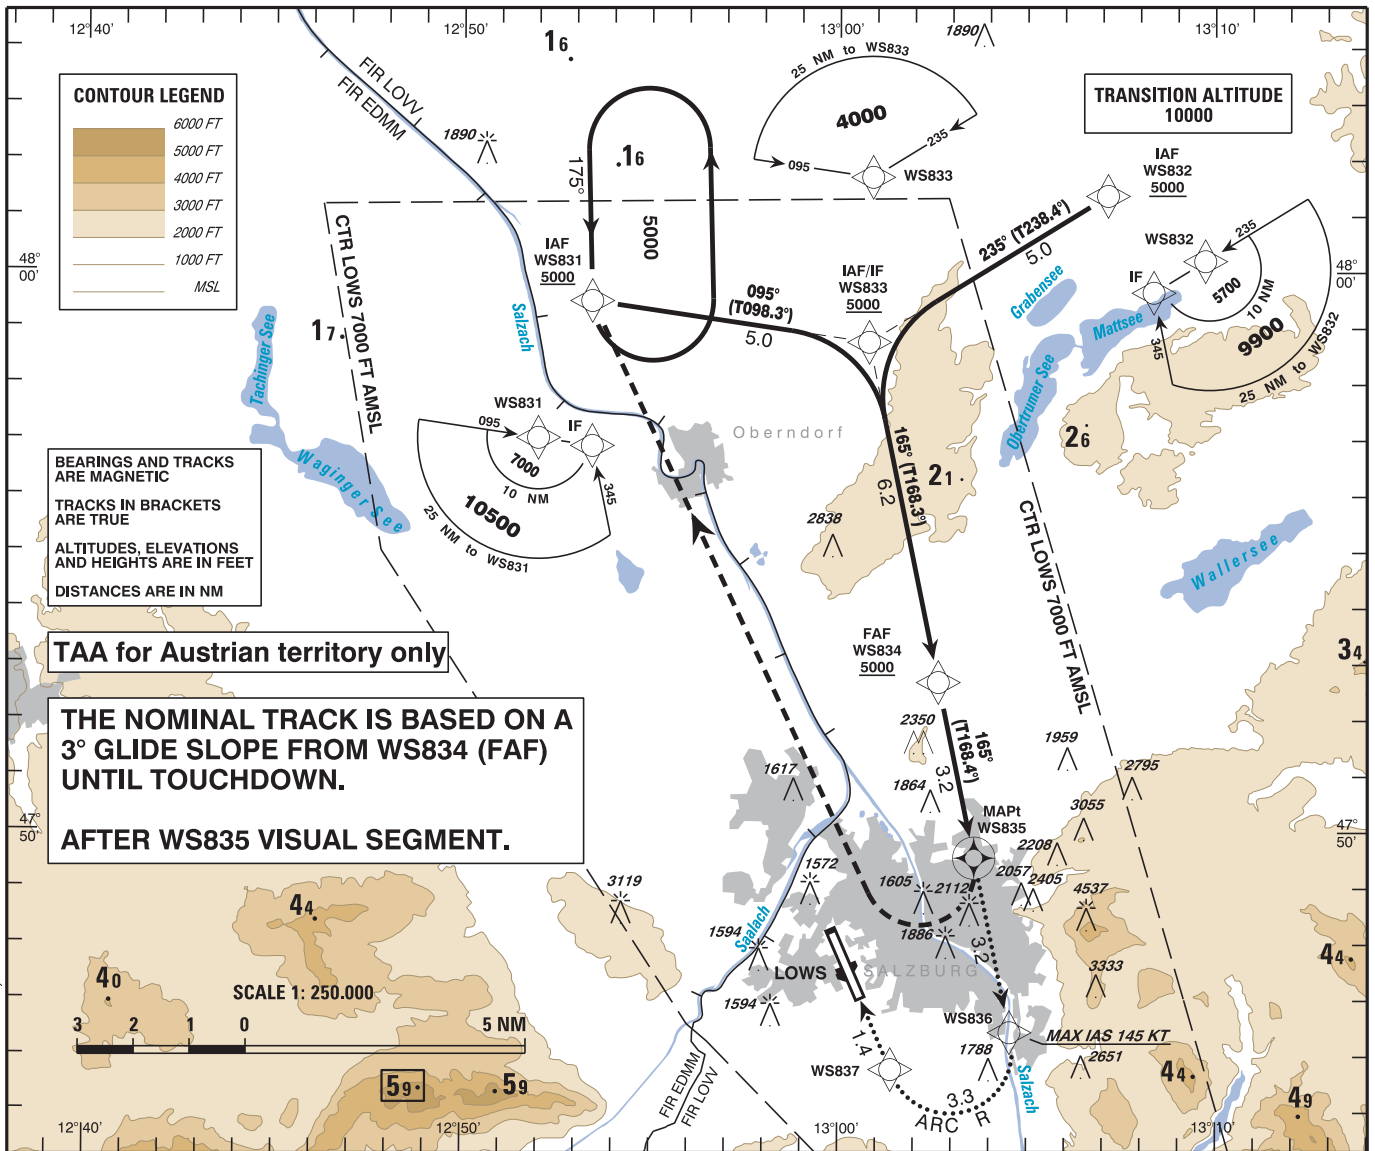 12°40'
12°50'
13°00'
13°10'
16
1890
FIR LOVV
FIR EDMM
CONTOUR LEGEND
6000 FT
5000 FT
4000 FT
3000 FT
2000 FT
1000 FT
MSL
25 NM to WS833
4000
095
235
WS833
TRANSITION ALTITUDE
10000
1890
16
175°
5000
IAF
WS832
5000
235° (T238.4°)
5.0
WS832
235
IF
5700
10 NM
9900
25 NM to WS832
345
48°
00'
48°
00'
CTR LOWS 7000 FT AMSL
IAF
WS831
5000
095°
(T098.3°)
5.0
IAF/IF
WS833
5000
Grabensee
Mattsee
Obertrumer See
Salzach
Tachinger See
17
Waginger See
WS831
095
IF
7000
10 NM
10500
25 NM to WS831
345
Oberndorf
165° (T168.3°)
6.2
21
26
2838
BEARINGS AND TRACKS
ARE MAGNETIC
TRACKS IN BRACKETS
ARE TRUE
ALTITUDES, ELEVATIONS
AND HEIGHTS ARE IN FEET
DISTANCES ARE IN NM
CTR LOWS 7000 FT AMSL
Wallersee
34
TAA for Austrian territory only
FAF
WS834
5000
THE NOMINAL TRACK IS BASED ON A
3° GLIDE SLOPE FROM WS834 (FAF)
UNTIL TOUCHDOWN.
AFTER WS835 VISUAL SEGMENT.
2350
165°
(T168.4°)
3.2
1959
2795
1617
1864
3055
MAPt
WS835
47°
50'
47°
50'
2208
2057
2405
4537
1572
1605
2112
3119
44
1594
Saalach
1886
3.2
LOWS
SALZBURG
40
44
3333
SCALE 1: 250.000
1594
3
2
1
0
5 NM
WS836
MAX IAS 145 KT
1.4
WS837
1788
2651
Salzach
44
59
59
3.3
ARC R
49
FIR EDMM
FIR LOVV
12°40'
12°50'
13°00'
13°10'